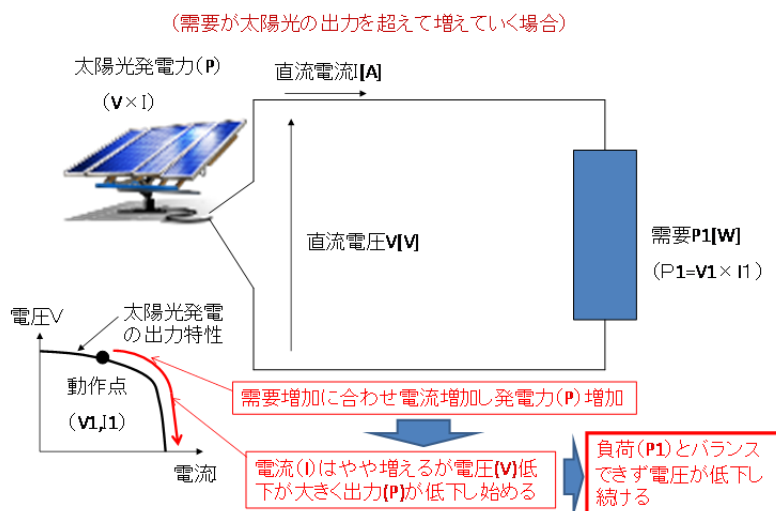 (需要が太陽光の出力を超えて増えていく場合)
太陽光発電力(P)
(V×I)
直流電流I[A]
直流電圧V[V]
需要P1[W]
(P1=V1×I1)
電圧V
太陽光発電
の出力特性
動作点
(V1,I1)
電流I
需要増加に合わせ電流増加し発電力(P)増加
電流(I)はやや増えるが電圧(V)低
下が大きく出力(P)が低下し始める
負荷(P1)とバランス
できず電圧が低下し
続ける